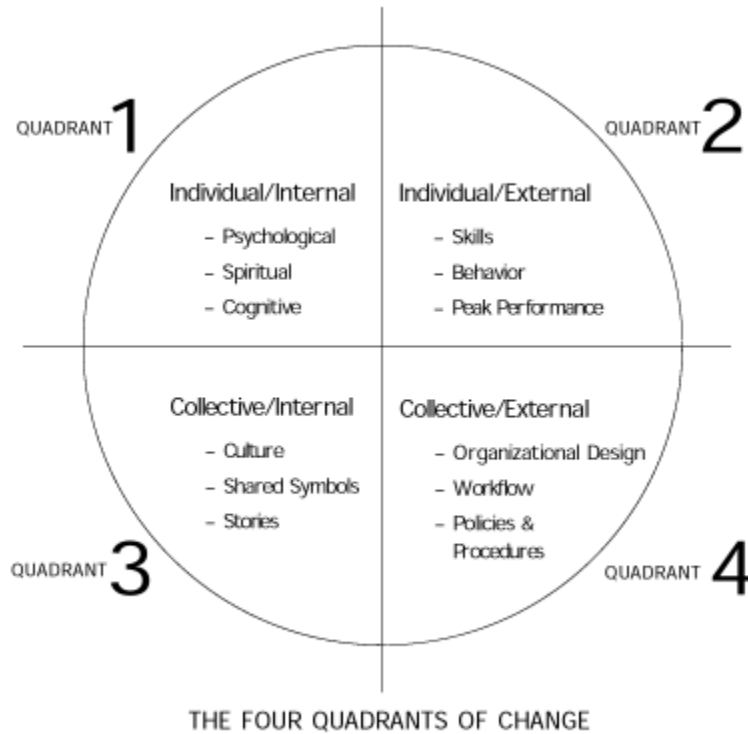 QUADRANT 1
Individual/Internal
– Psychological
– Spiritual
– Cognitive
QUADRANT 2
Individual/External
– Skills
– Behavior
– Peak Performance
Collective/Internal
– Culture
– Shared Symbols
– Stories
QUADRANT 3
Collective/External
– Organizational Design
– Workflow
– Policies &
Procedures
QUADRANT 4
THE FOUR QUADRANTS OF CHANGE